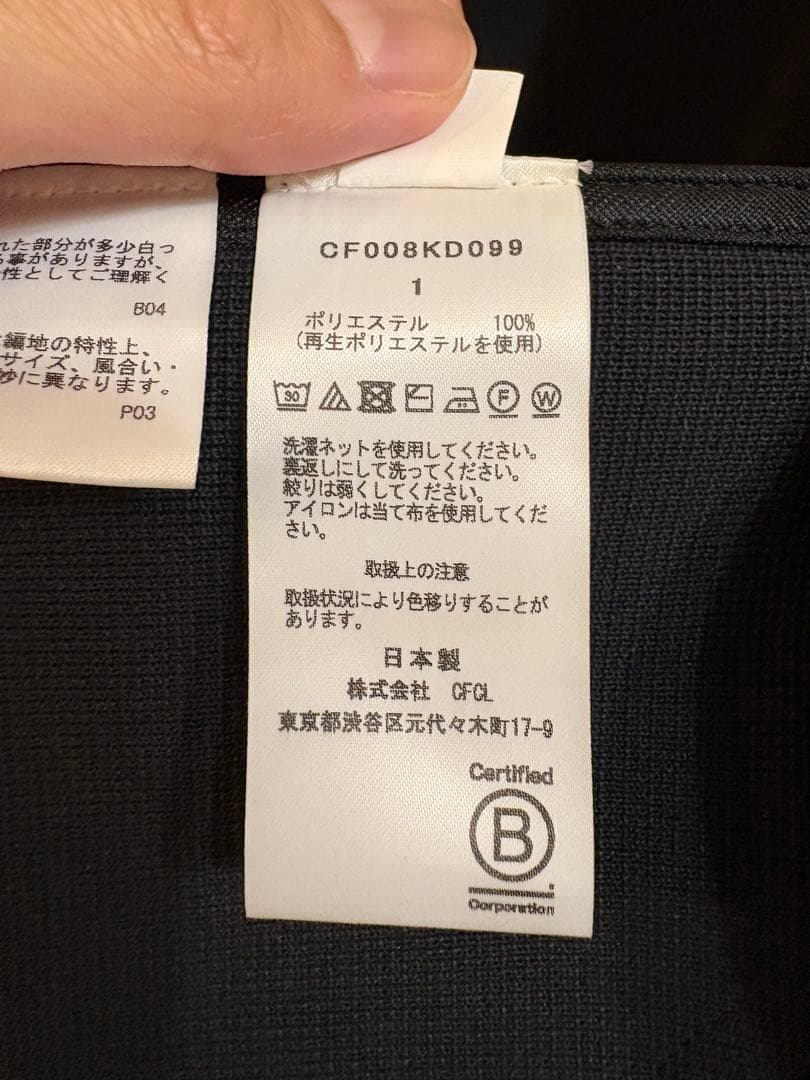 れた部分が多少白っ
る事がありますが、
性としてご理解く
B04
編地の特性上、
サイズ、風合い・
妙に異なります。
P03
CF008KD099
1
ポリエステル 100%
(再生ポリエステルを使用)
30
F
W
洗濯ネットを使用してください。
裏返しにして洗ってください。
絞りは弱くしてください。
アイロンは当て布を使用してくだ
さい。
取扱上の注意
取扱状況により色移りすることが
あります。
日本製
株式会社 CFCL
東京都渋谷区元代々木町17-9
Certified
B
Corporation